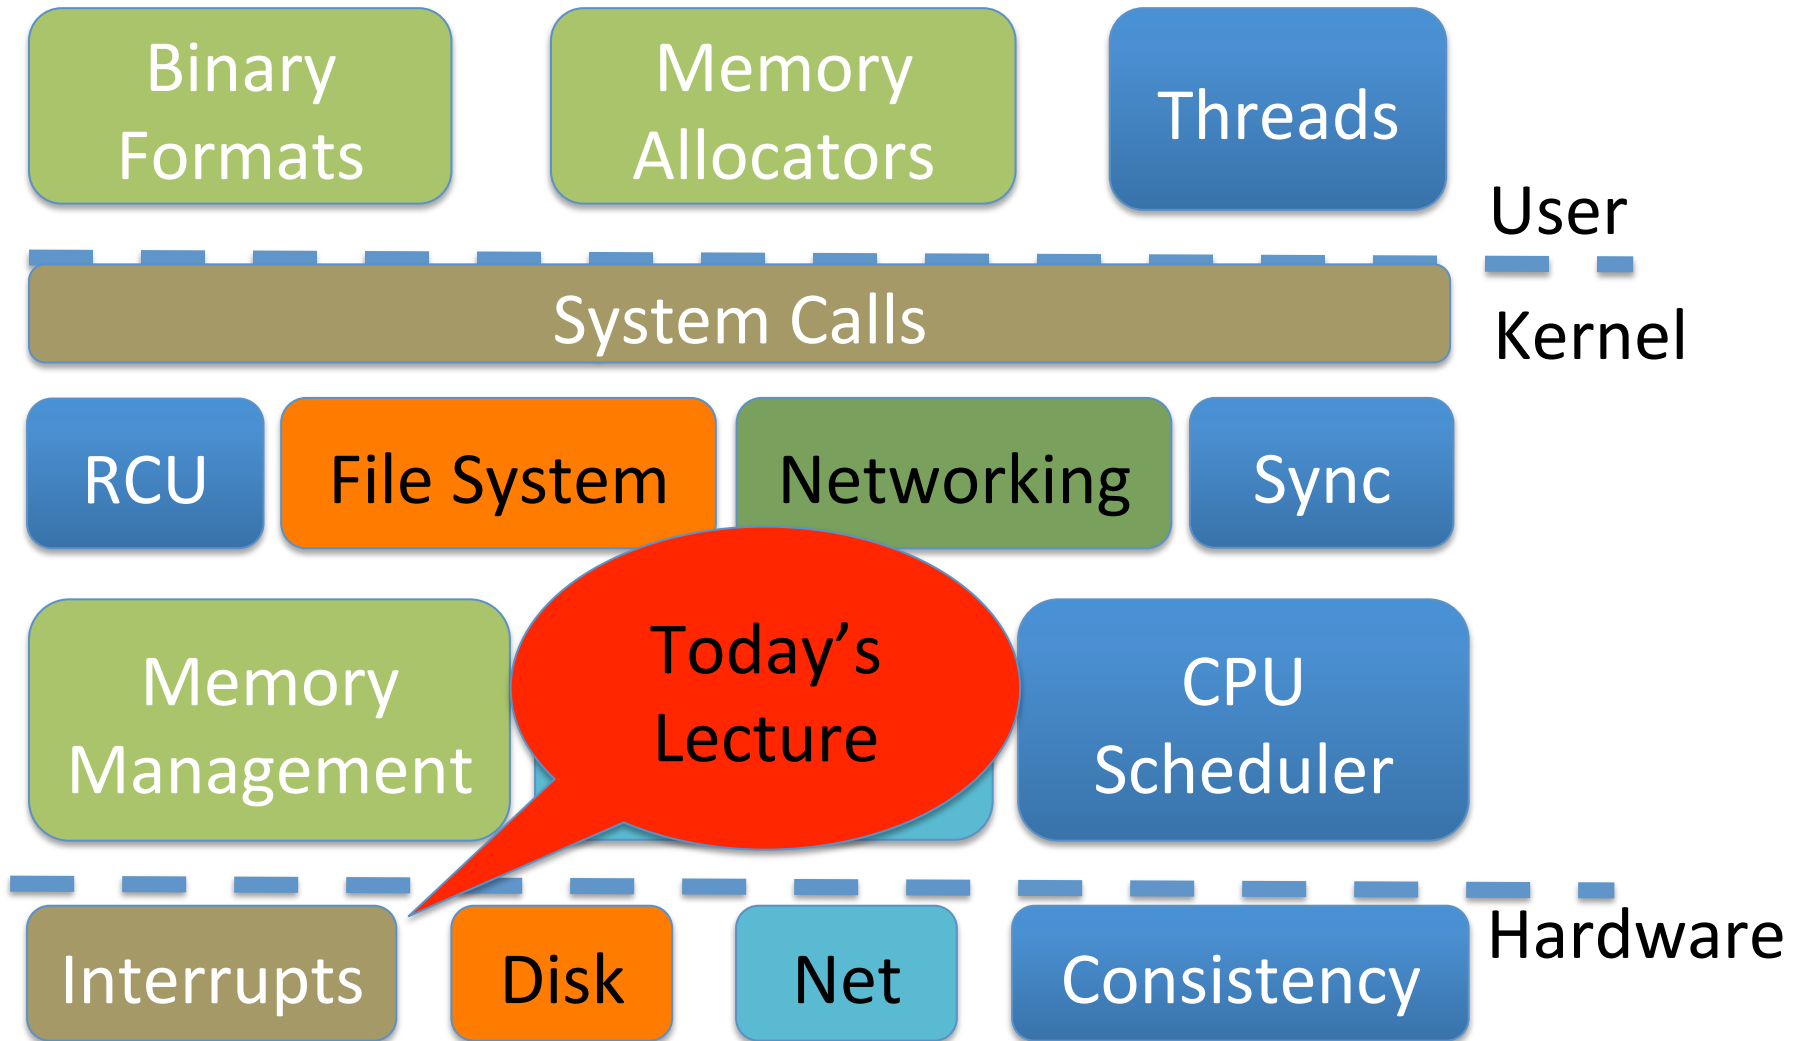 Binary
Formats
Memory
Allocators
Threads
User
System Calls
Kernel
RCU
File System
Networking
Sync
Memory
Management
Today’s
Lecture
CPU
Scheduler
Hardware
Interrupts
Disk
Net
Consistency